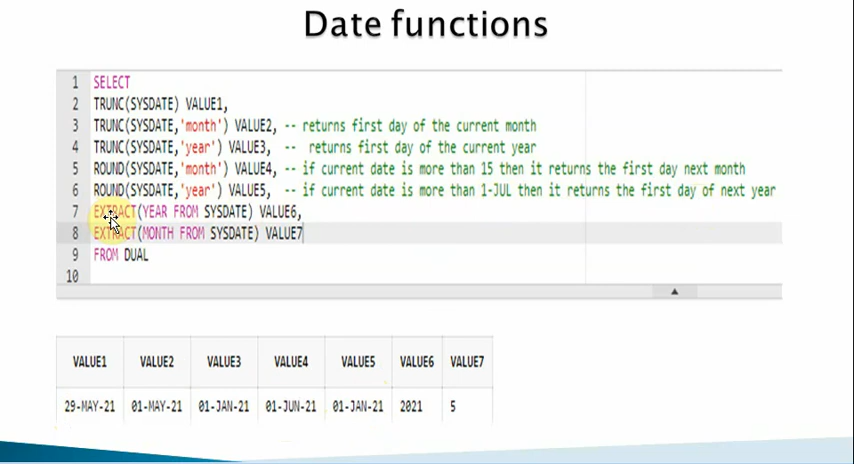 Date functions
1 SELECT
2 TRUNC(SYSDATE) VALUE1,
3 TRUNC(SYSDATE,'month') VALUE2, -- returns first day of the current month
4 TRUNC(SYSDATE,'year') VALUE3, -- returns first day of the current year
5 ROUND(SYSDATE,'month') VALUE4, -- if current date is more than 15 then it returns the first day next month
6 ROUND(SYSDATE,'year') VALUE5, -- if current date is more than 1-JUL then it returns the first day of next year
7 EXTRACT(YEAR FROM SYSDATE) VALUE6,
8 EXTRACT(MONTH FROM SYSDATE) VALUE7
9 FROM DUAL
10
VALUE1 VALUE2 VALUE3 VALUE4 VALUE5 VALUE6 VALUE7
29-MAY-21 01-MAY-21 01-JAN-21 01-JUN-21 01-JAN-21 2021 5